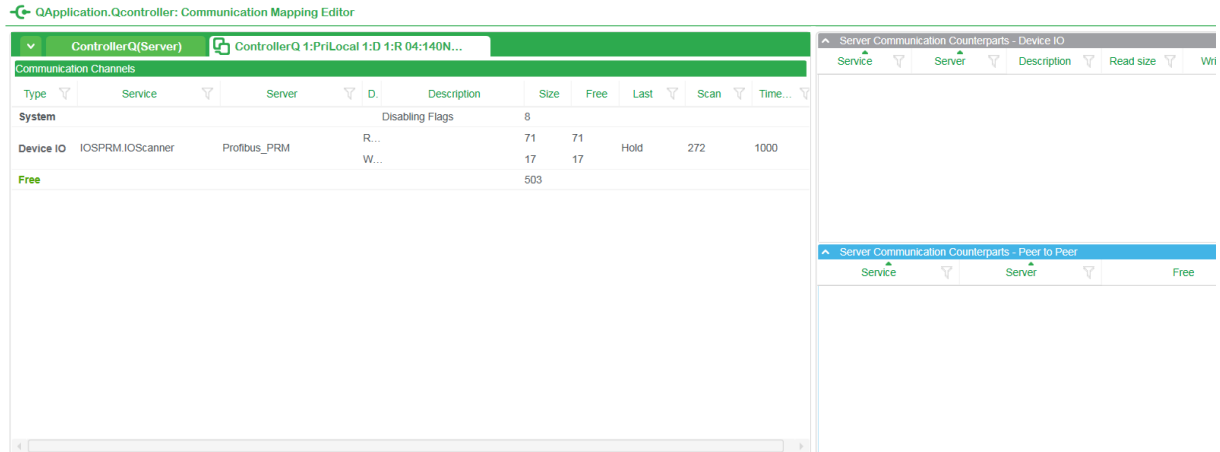 QApplication.Qcontroller: Communication Mapping Editor
ControllerQ(Server) ControllerQ 1:PriLocal 1:D 1:R 04:140N...
Communication Channels
Type Service Server D. Description Size Free Last Scan Time...
System Disabling Flags 8
Device IO IOSPRM.IOScanner Profibus_PRM R... 71 71 Hold 272 1000
W... 17 17
Free 503
Server Communication Counterparts - Device IO
Service Server Description Read size Wri
Server Communication Counterparts - Peer to Peer
Service Server Free